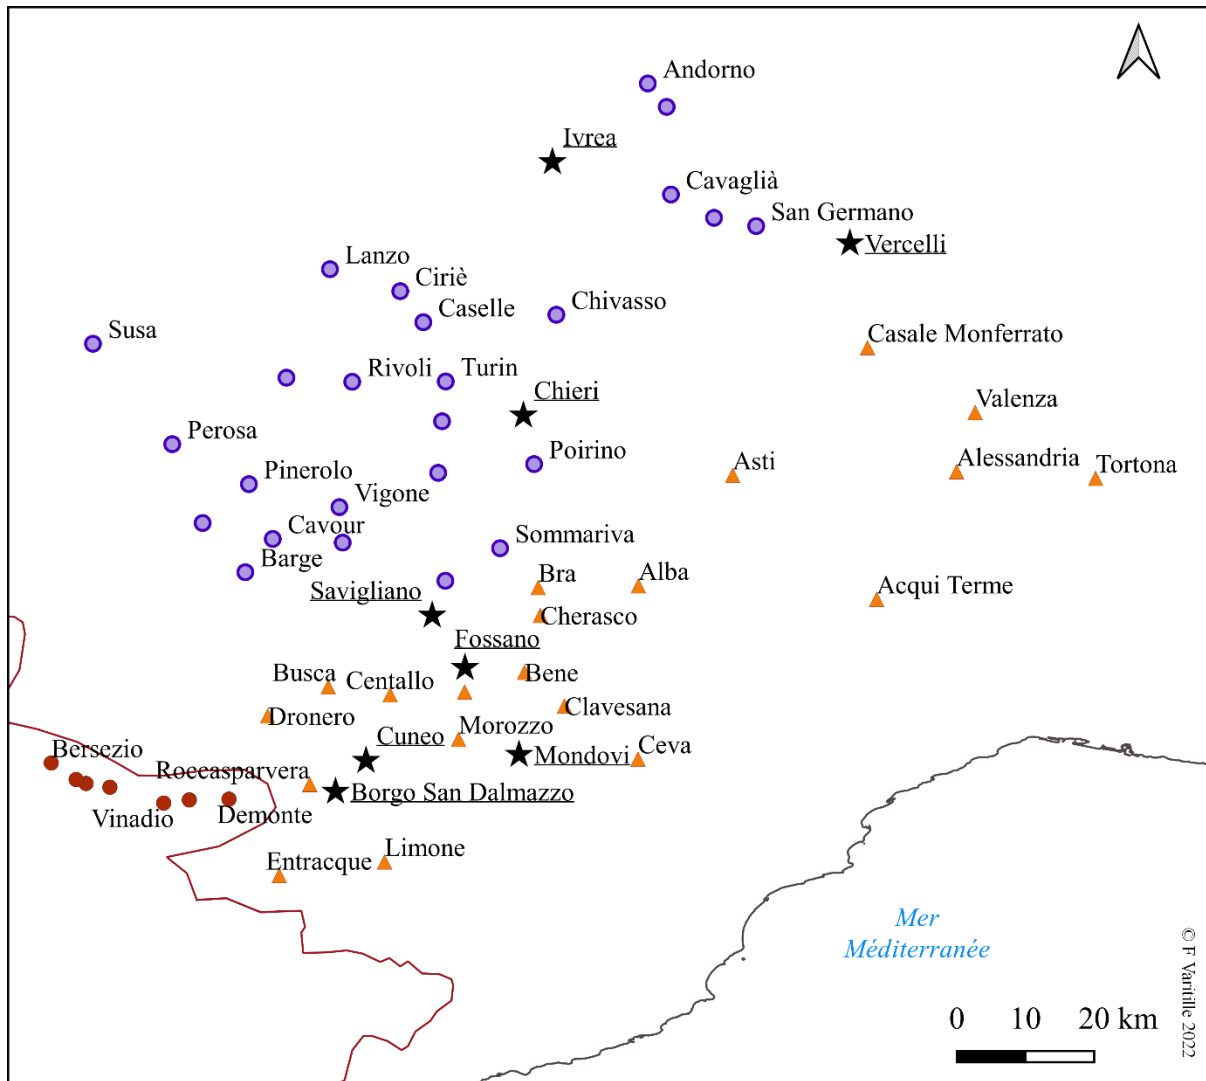 Andorno
Ivrea
Cavaglià
San Germano
Vercelli
Lanzo
Ciriè
Caselle
Chivasso
Susa
Casale Monferrato
Rivoli
Turin
Chieri
Valenza
Perosa
Poirino
Asti
Alessandria
Tortona
Pinerolo
Vigone
Cavour
Sommariva
Barge
Bra
Alba
Acqui Terme
Savigliano
Cherasco
Fossano
Busca
Centallo
Bene
Dronero
Clavesana
Morozzo
Cuneo
Bersezio
Mondovi
Ceva
Roccasparvera
Borgo San Dalmazzo
Vinadio
Demonte
Entracque
Limone
Mer
Méditerranée
0 10 20 km
© F Varitille 2022